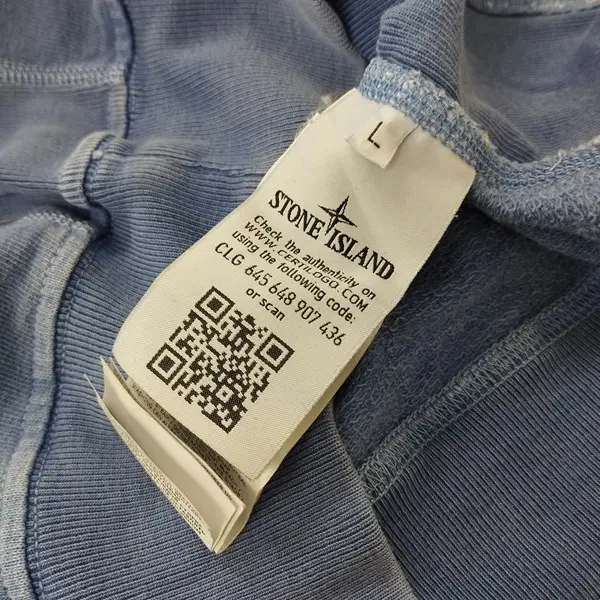 L
STONE ISLAND
Check the authenticity on
WWW.CERTILOGO.COM
using the following code:
CLG 645 648 907 436
or scan